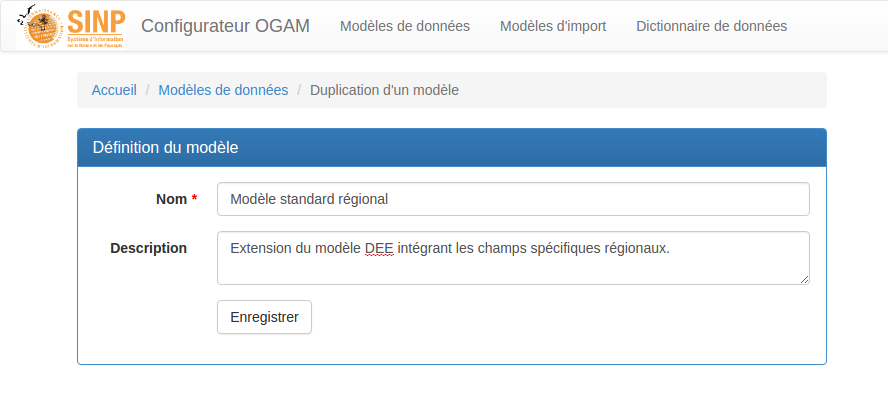 SINP
Système d'Information
sur la Nature et les Paysages
Configurateur OGAM
Modèles de données
Modèles d'import
Dictionnaire de données
Accueil / Modèles de données / Duplication d'un modèle
Définition du modèle
Nom *
Modèle standard régional
Description
Extension du modèle DEE intégrant les champs spécifiques régionaux.
Enregistrer